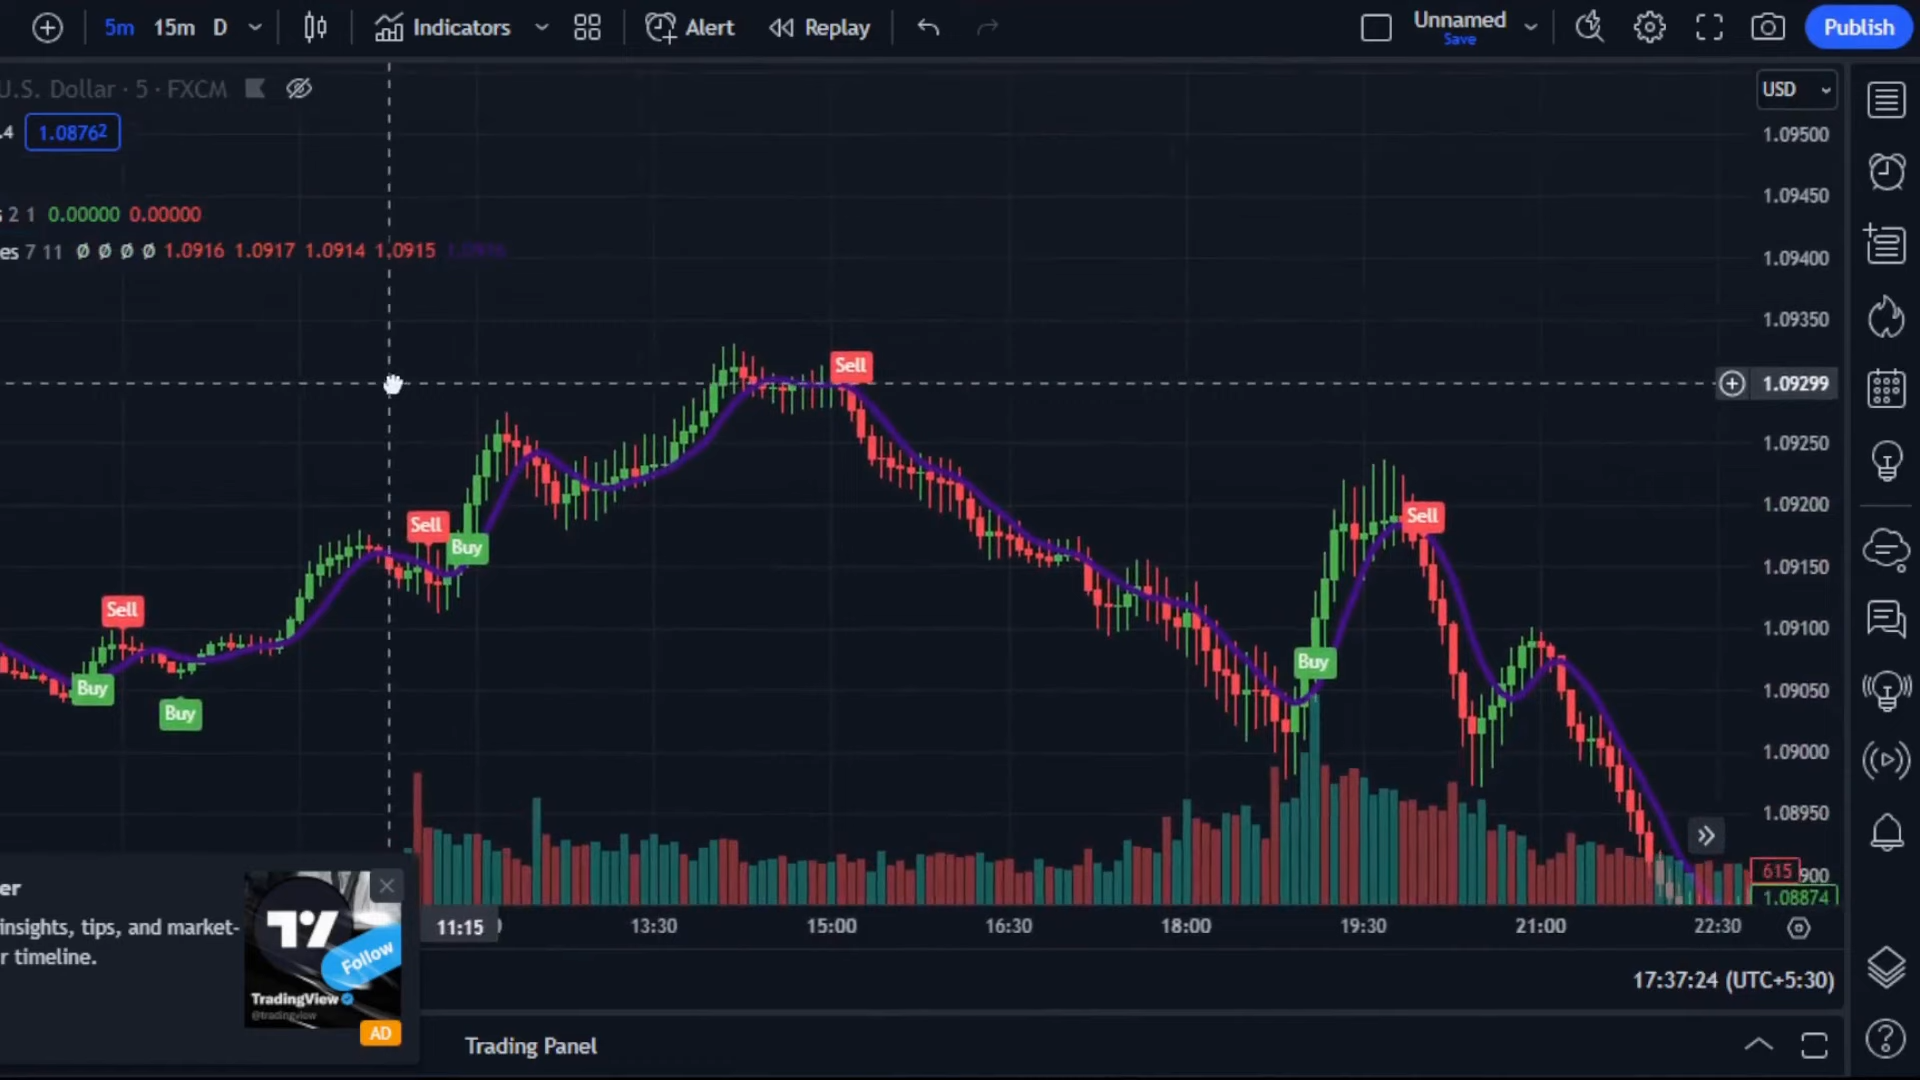 5m 15m D Indicators Alert Replay Unnamed Publish
Save
U.S. Dollar · 5 · FXCM USD
.4 1.08762
1.09500
1.09450
s 2 1 0.00000 0.00000
es 7 11 Ø Ø Ø Ø 1.0916 1.0917 1.0914 1.0915
1.09400
1.09350
Sell
1.09299
1.09250
1.09200
Sell
Sell
Buy
1.09150
Sell
1.09100
Buy
Buy
1.09050
Buy
1.09000
1.08950
615 900
1.08874
er
insights, tips, and market-
r timeline.
Follow
TradingView
@tradingview
AD
11:15 13:30 15:00 16:30 18:00 19:30 21:00 22:30
17:37:24 (UTC+5:30)
Trading Panel